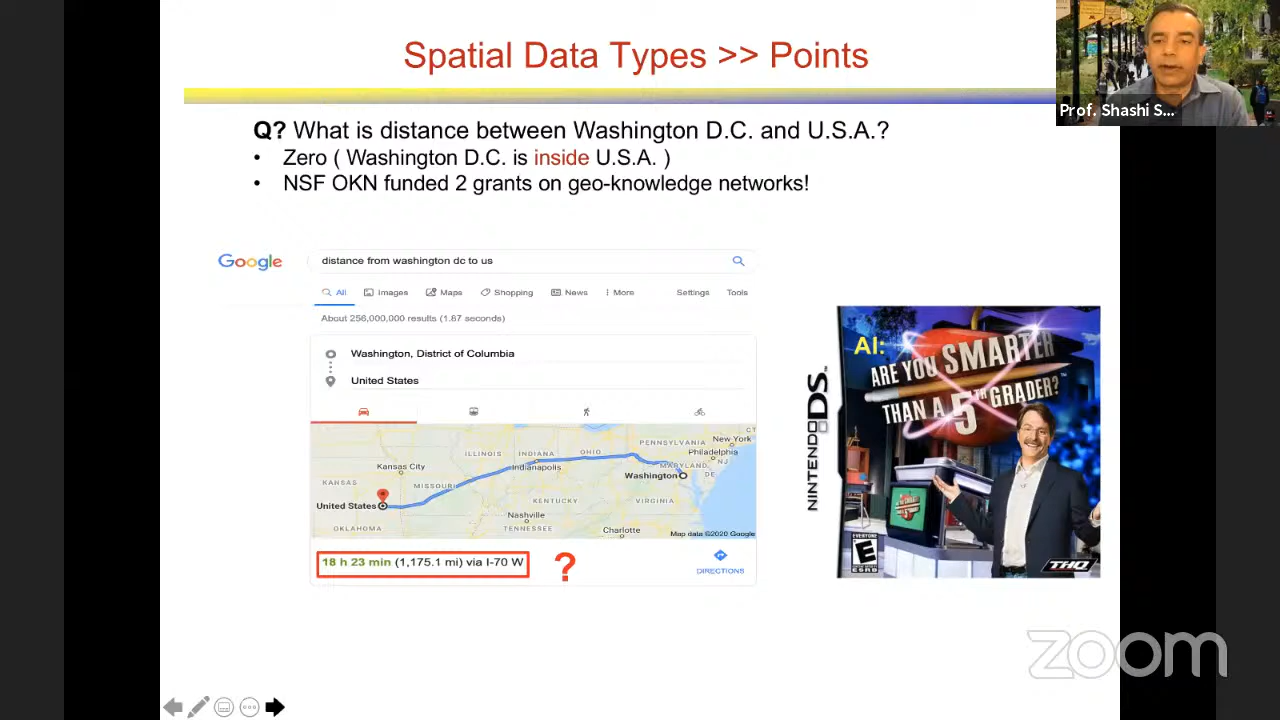 Spatial Data Types >> Points
Prof. Shashi S...
Q? What is distance between Washington D.C. and U.S.A.?
• Zero ( Washington D.C. is inside U.S.A. )
• NSF OKN funded 2 grants on geo-knowledge networks!
Google
distance from washington dc to us
All Images Maps Shopping News More Settings Tools
About 256,000,000 results (1.87 seconds)
Washington, District of Columbia
United States
CT
New York
PENNSYLVANIA
Philadelphia
ILLINOIS INDIANA OHIO
MARYLAND NJ
Kansas City
Indianapolis
Washington
DE
KANSAS
MISSOURI
United States
KENTUCKY
VIRGINIA
Nashville
OKLAHOMA
TENNESSEE
Charlotte
Map data ©2020 Google
18 h 23 min (1,175.1 mi) via I-70 W
?
DIRECTIONS
NINTENDO DS
AI:
ARE YOU SMARTER
THAN A 5TH GRADER?
EVERYONE
E
ESRB
THQ
zoom